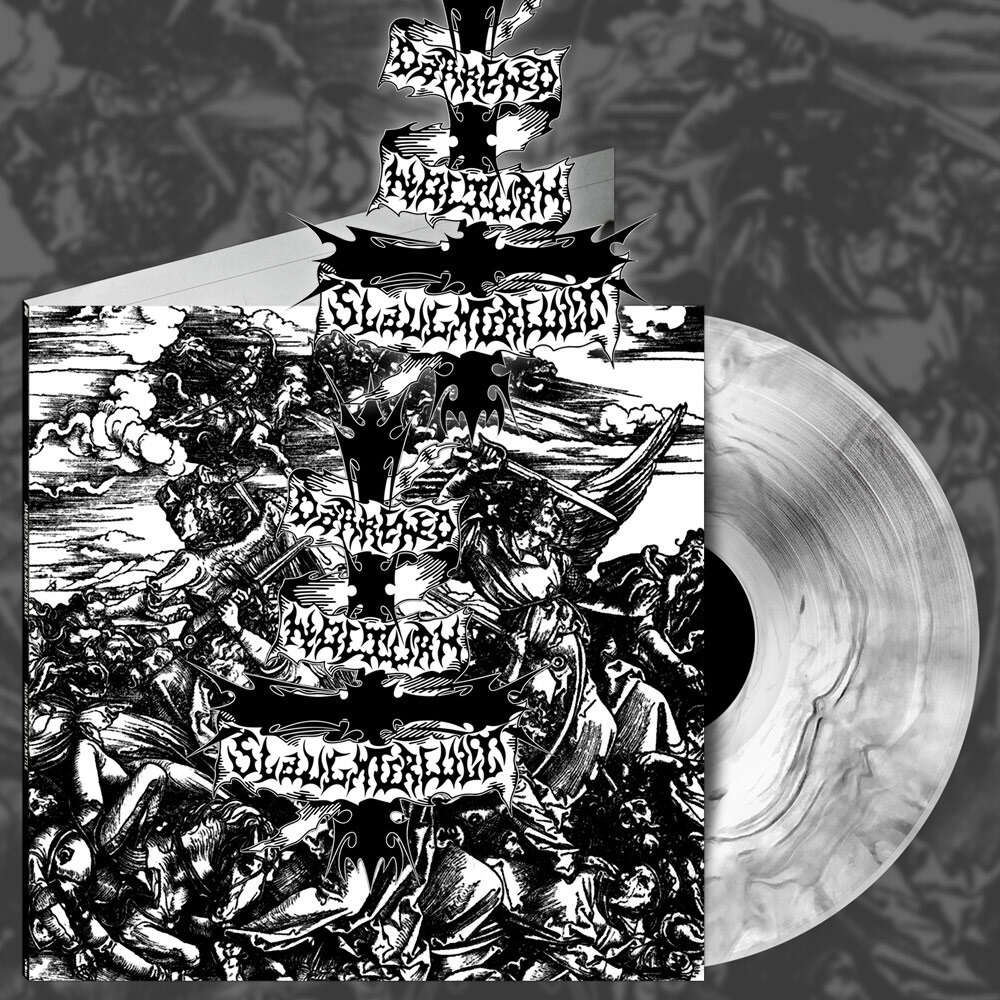 Darkened
Nocturn
Slaughtercult
Darkened
Nocturn
Slaughtercult